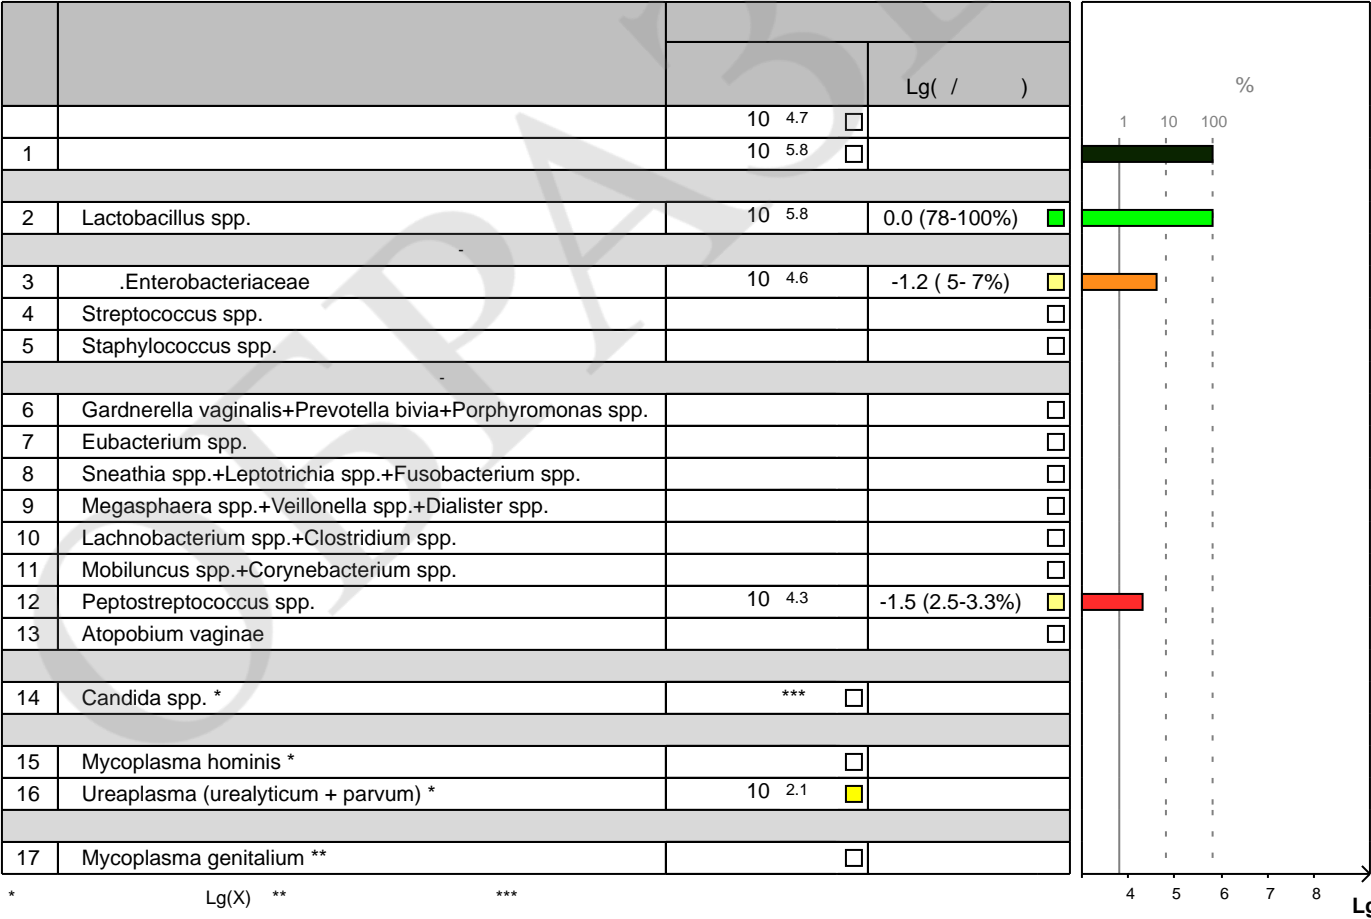 Lg( / )
%
10 4.7
1 10 100
1 10 5.8
2 Lactobacillus spp. 10 5.8 0.0 (78-100%)
-
3 .Enterobacteriaceae 10 4.6 -1.2 ( 5- 7%)
4 Streptococcus spp.
5 Staphylococcus spp.
-
6 Gardnerella vaginalis+Prevotella bivia+Porphyromonas spp.
7 Eubacterium spp.
8 Sneathia spp.+Leptotrichia spp.+Fusobacterium spp.
9 Megasphaera spp.+Veillonella spp.+Dialister spp.
10 Lachnobacterium spp.+Clostridium spp.
11 Mobiluncus spp.+Corynebacterium spp.
12 Peptostreptococcus spp. 10 4.3 -1.5 (2.5-3.3%)
13 Atopobium vaginae
14 Candida spp. * ***
15 Mycoplasma hominis *
16 Ureaplasma (urealyticum + parvum) * 10 2.1
17 Mycoplasma genitalium **
4 5 6 7 8
* Lg(X) ** ***
Lg
ОБРАЗЕ